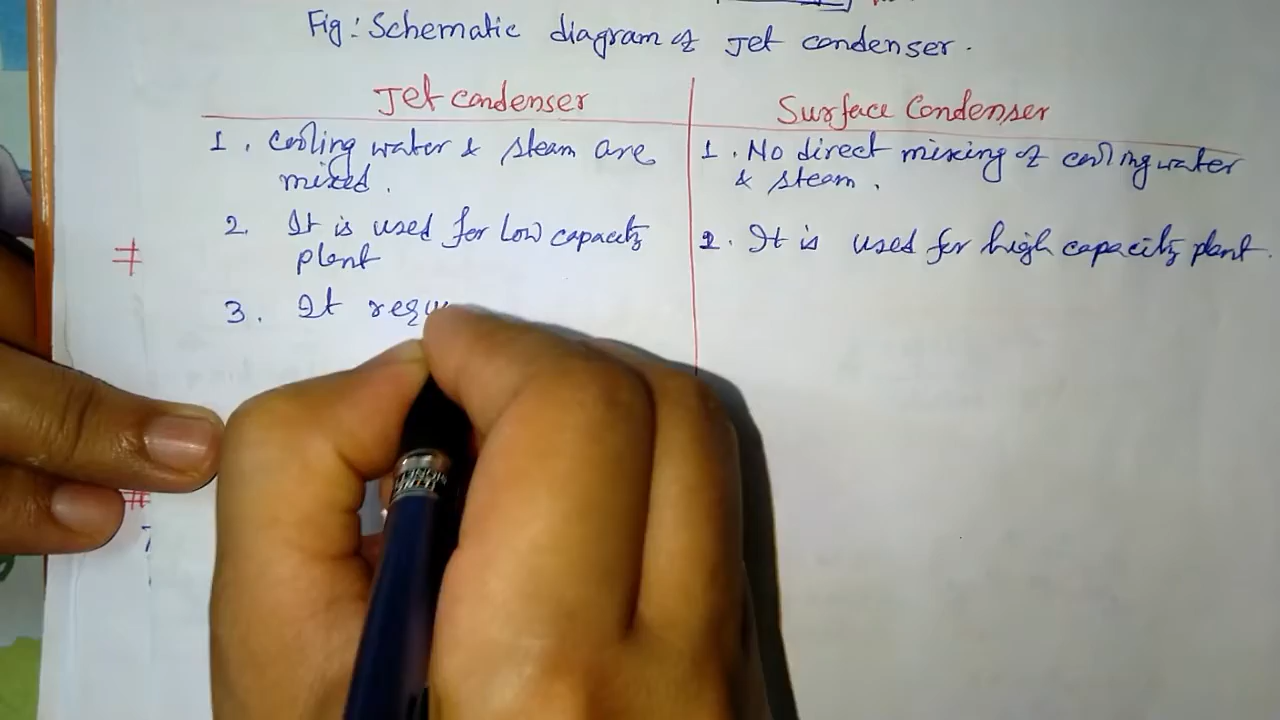 Fig: Schematic diagram of Jet condenser.
Jet condenser
Surface Condenser
1. Cooling water & steam are
mixed.
1. No direct mixing of cooling water
& steam.
2. It is used for Low capacity
plant
2. It is used for high capacity plant.
#
3. It requ
#